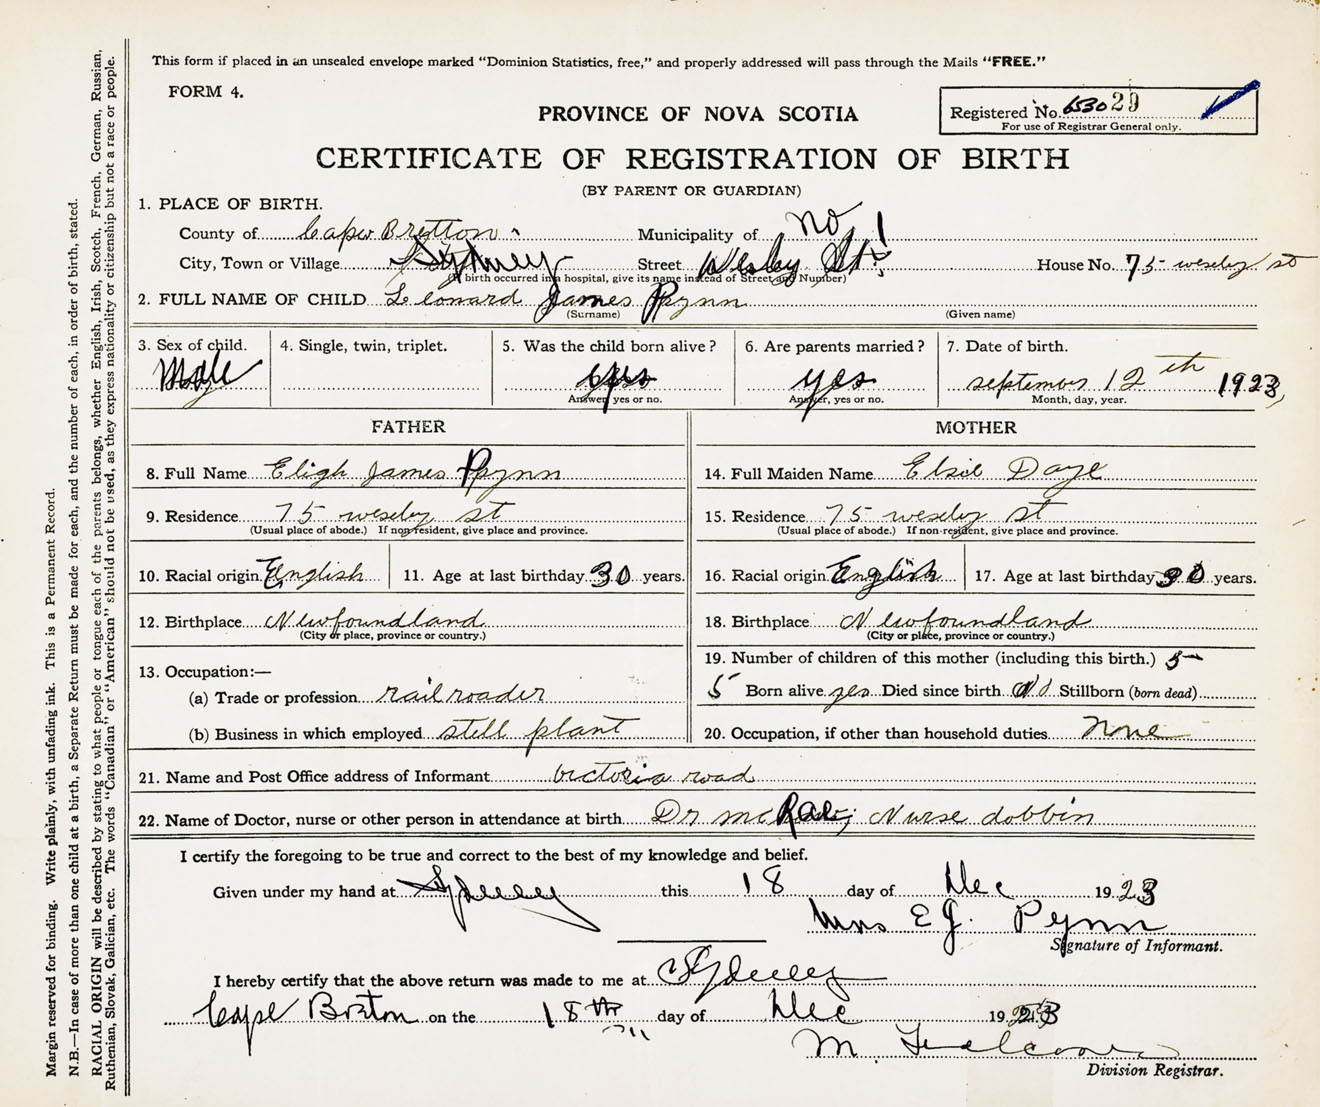 This form if placed in an unsealed envelope marked "Dominion Statistics, free," and properly addressed will pass through the Mails "FREE."
FORM 4.
PROVINCE OF NOVA SCOTIA
Registered No. 653029
For use of Registrar General only.
CERTIFICATE OF REGISTRATION OF BIRTH
(BY PARENT OR GUARDIAN)
1. PLACE OF BIRTH.
County of Cape Bretton Municipality of No 1
City, Town or Village Sydney Street Wesley St. House No. 75 wesley st
(If birth occurred in a hospital, give its name instead of Street and Number)
2. FULL NAME OF CHILD Leonard James Pynn
(Surname) (Given name)
3. Sex of child. 4. Single, twin, triplet. 5. Was the child born alive? 6. Are parents married? 7. Date of birth.
Male yes yes september 12th 1923
Answer, yes or no. Answer, yes or no. Month, day, year.
FATHER MOTHER
8. Full Name Eligh James Pynn 14. Full Maiden Name Elsie Daye
9. Residence 75 wesley st 15. Residence 75 wesley st
(Usual place of abode.) If non-resident, give place and province. (Usual place of abode.) If non-resident, give place and province.
10. Racial origin English 11. Age at last birthday 30 years. 16. Racial origin English 17. Age at last birthday 30 years.
12. Birthplace Newfoundland 18. Birthplace Newfoundland
(City or place, province or country.) (City or place, province or country.)
13. Occupation:— 19. Number of children of this mother (including this birth.) 5
(a) Trade or profession railroader 5 Born alive yes Died since birth Stillborn (born dead)
(b) Business in which employed still plant 20. Occupation, if other than household duties None
21. Name and Post Office address of Informant victoria road
22. Name of Doctor, nurse or other person in attendance at birth Dr mcRae; Nurse dobbin
I certify the foregoing to be true and correct to the best of my knowledge and belief.
Given under my hand at Sydney this 18 day of Dec 1923
Mrs E J. Pynn
Signature of Informant.
I hereby certify that the above return was made to me at Sydney
Cape Breton on the 18th day of Dec 1923
M.
Division Registrar.
Margin reserved for binding. Write plainly, with unfading ink. This is a Permanent Record.
N.B.—In case of more than one child at a birth, a Separate Return must be made for each, and the number of each, in order of birth, stated.
RACIAL ORIGIN will be described by stating to what people or tongue each of the parents belongs, whether English, Irish, Scotch, French, German, Russian,
Ruthenian, Slovak, Galician, etc. The words "Canadian" or "American" should not be used, as they express nationality or citizenship but not a race or people.